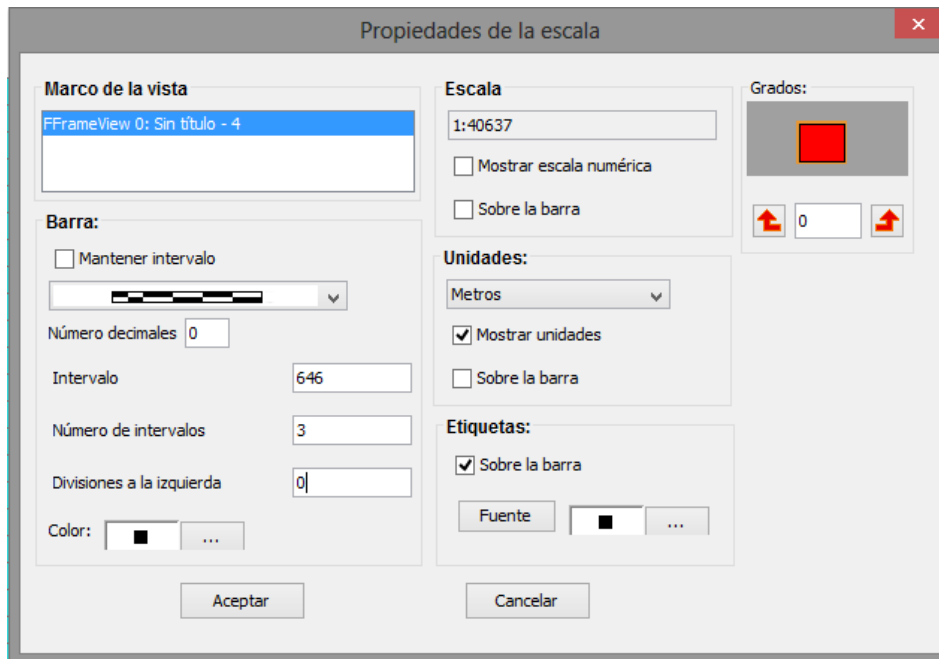 Propiedades de la escala
Marco de la vista
FFrameView 0: Sin título - 4
Barra:
Mantener intervalo
Número decimales 0
Intervalo 646
Número de intervalos 3
Divisiones a la izquierda 0
Color: ...
Escala
1:40637
Mostrar escala numérica
Sobre la barra
Unidades:
Metros
Mostrar unidades
Sobre la barra
Etiquetas:
Sobre la barra
Fuente ...
Grados:
0
Aceptar Cancelar